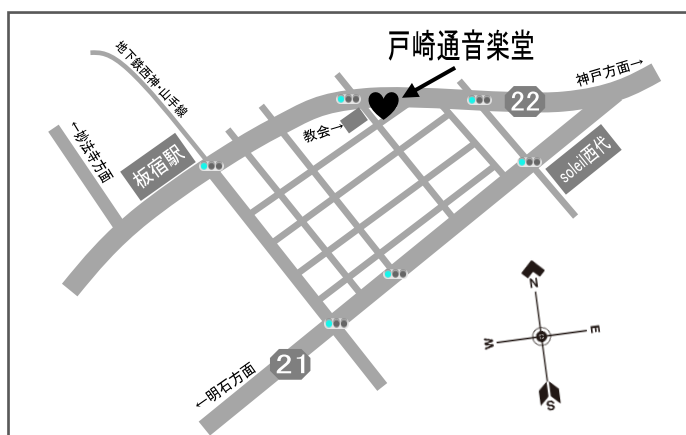 戸崎通音楽堂
地下鉄西神・山手線
神戸方面→
22
←妙法寺方面
教会→
板宿駅
soleil西代
N
E
W
S
21
←明石方面